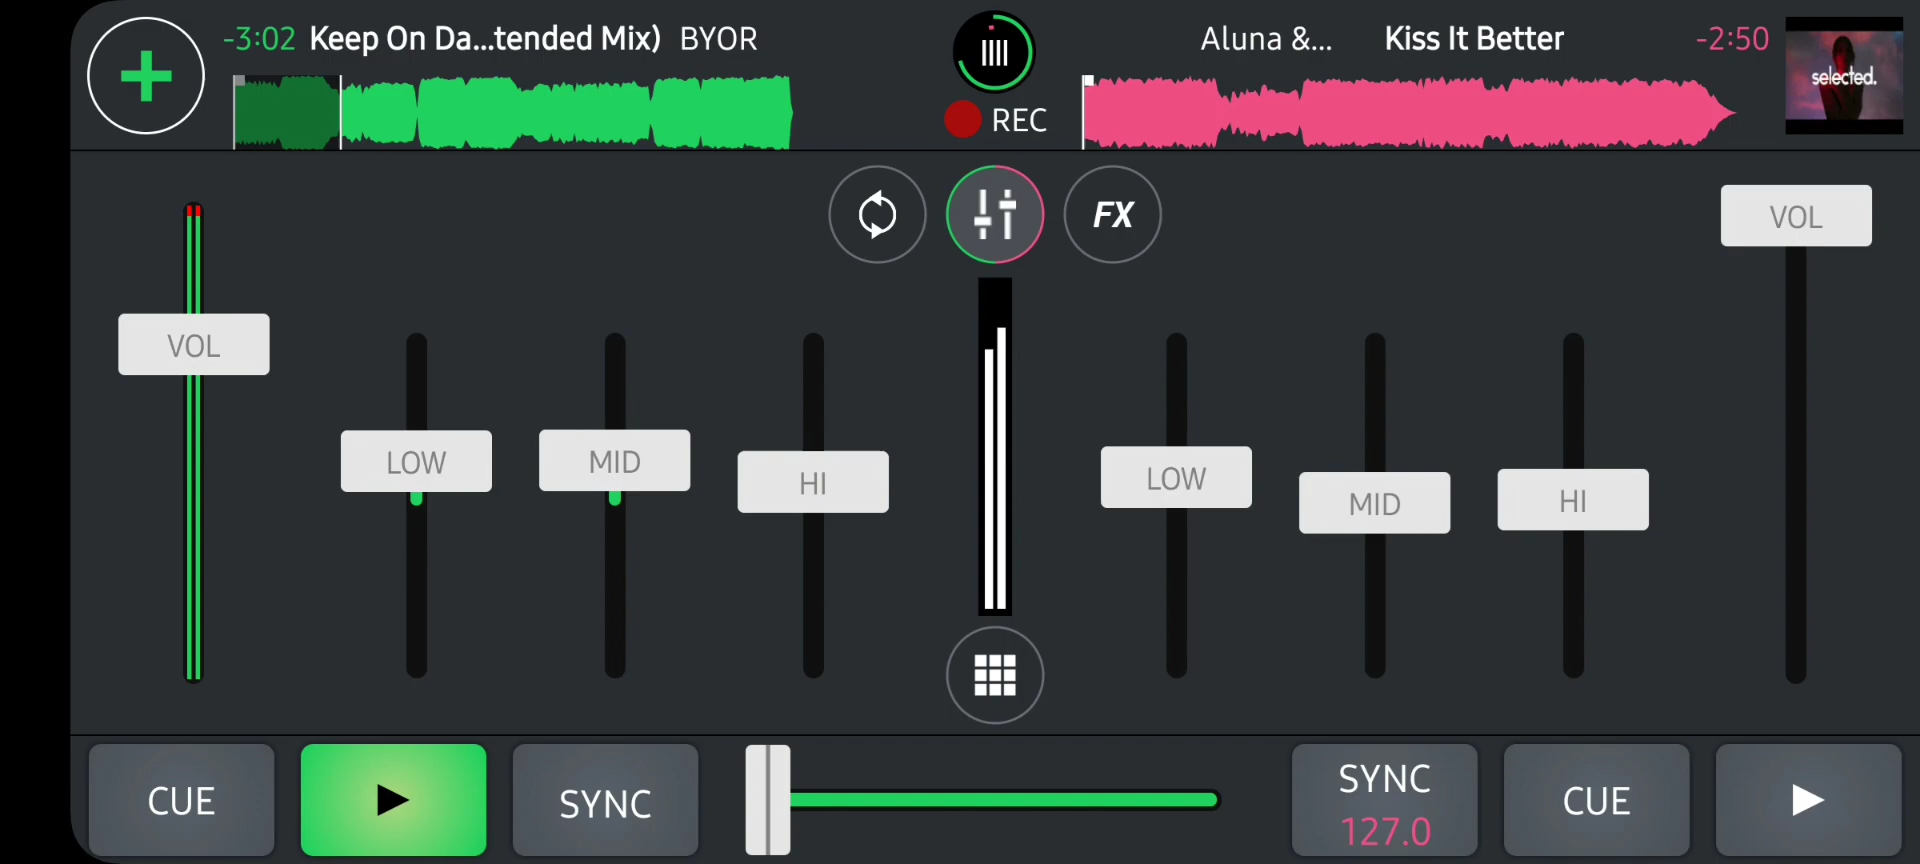 -3:02 Keep On Da...tended Mix) BYOR
Aluna &... Kiss It Better -2:50
selected.
REC
FX
VOL
VOL
LOW
MID
HI
LOW
MID
HI
CUE
SYNC
SYNC
127.0
CUE